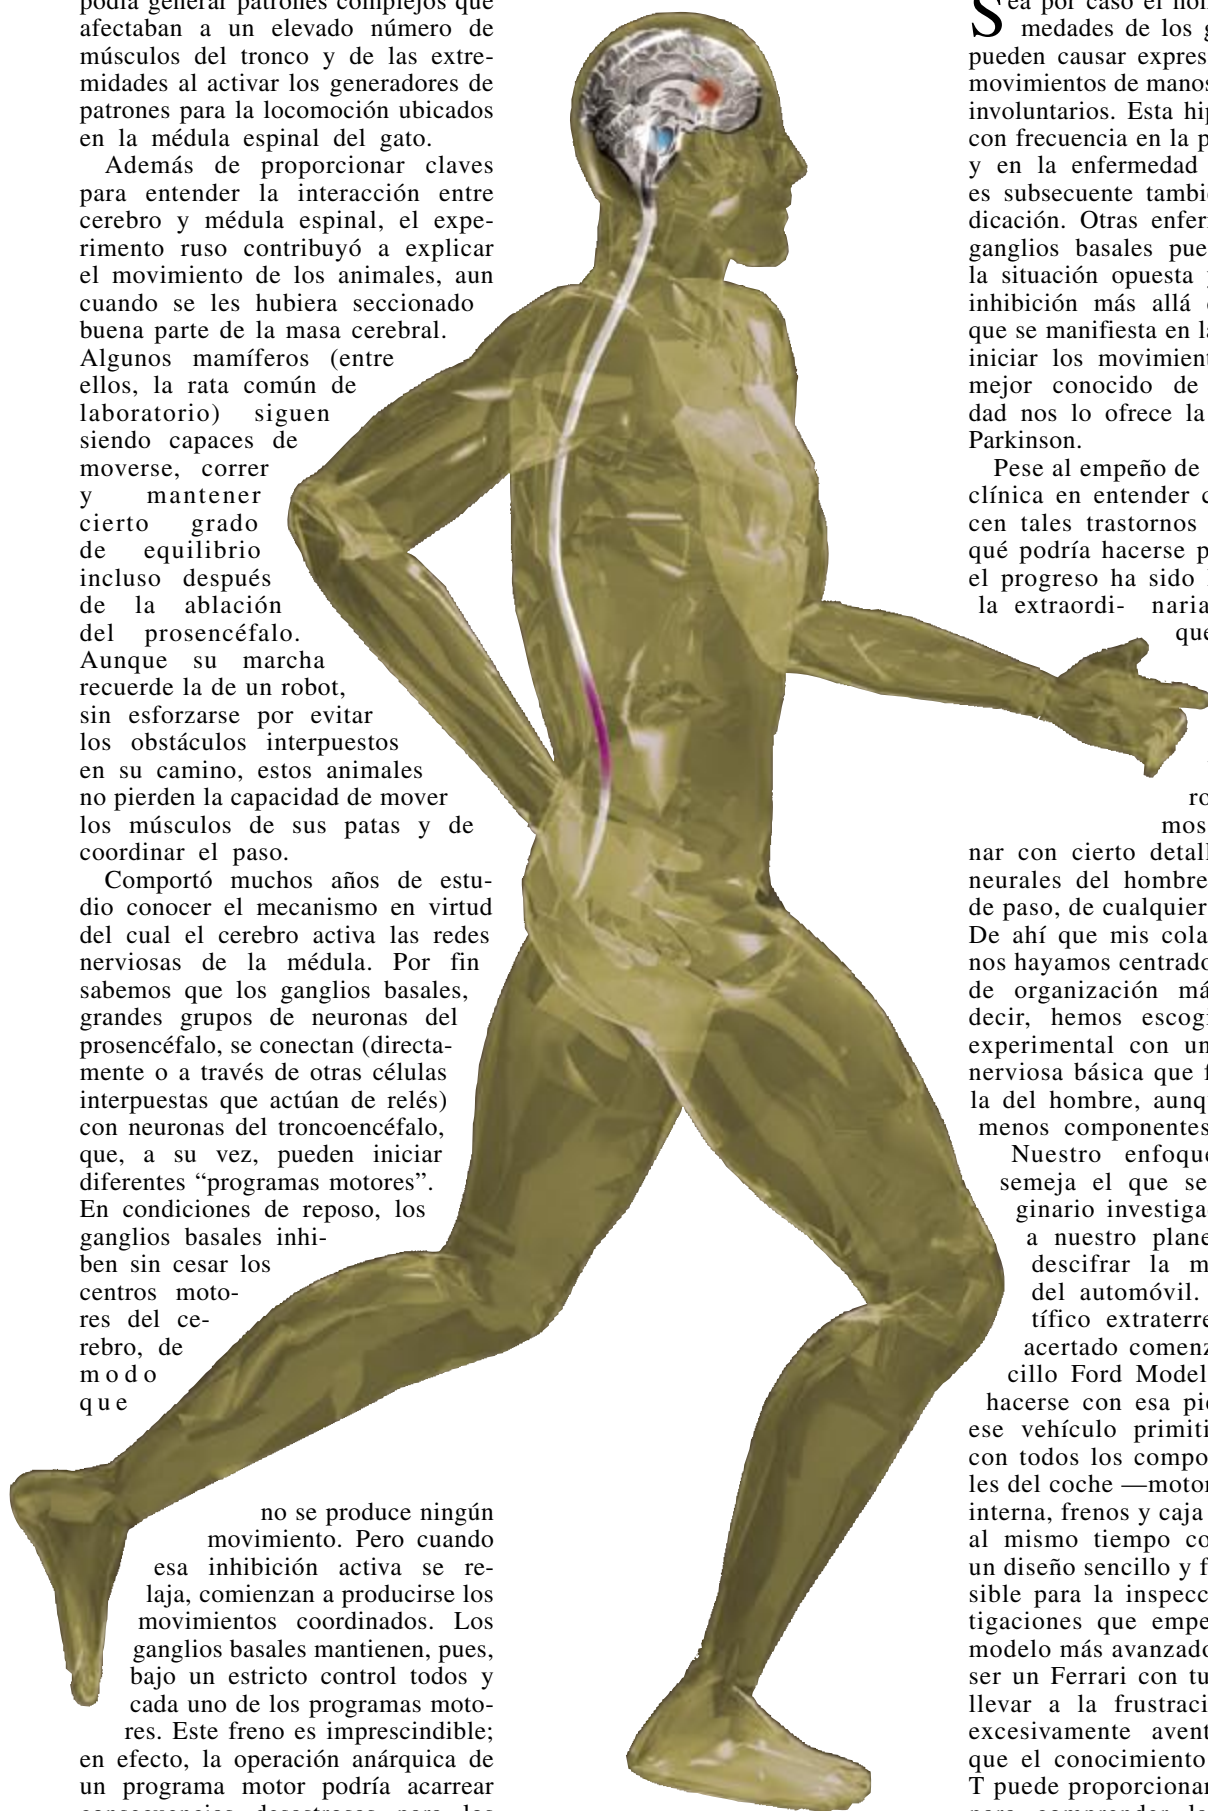 podía generar patrones complejos que
afectaban a un elevado número de
músculos del tronco y de las extre-
midades al activar los generadores de
patrones para la locomoción ubicados
en la médula espinal del gato.
Además de proporcionar claves
para entender la interacción entre
cerebro y médula espinal, el expe-
rimento ruso contribuyó a explicar
el movimiento de los animales, aun
cuando se les hubiera seccionado
buena parte de la masa cerebral.
Algunos mamíferos (entre
ellos, la rata común de
laboratorio) siguen
siendo capaces de
moverse, correr
y mantener
cierto grado
de equilibrio
incluso después
de la ablación
del prosencéfalo.
Aunque su marcha
recuerde la de un robot,
sin esforzarse por evitar
los obstáculos interpuestos
en su camino, estos animales
no pierden la capacidad de mover
los músculos de sus patas y de
coordinar el paso.
Comportó muchos años de estu-
dio conocer el mecanismo en virtud
del cual el cerebro activa las redes
nerviosas de la médula. Por fin
sabemos que los ganglios basales,
grandes grupos de neuronas del
prosencéfalo, se conectan (directa-
mente o a través de otras células
interpuestas que actúan de relés)
con neuronas del troncoencéfalo,
que, a su vez, pueden iniciar
diferentes “programas motores”.
En condiciones de reposo, los
ganglios basales inhi-
ben sin cesar los
centros moto-
res del ce-
rebro, de
modo
que
no se produce ningún
movimiento. Pero cuando
esa inhibición activa se re-
laja, comienzan a producirse los
movimientos coordinados. Los
ganglios basales mantienen, pues,
bajo un estricto control todos y
cada uno de los programas moto-
res. Este freno es imprescindible;
en efecto, la operación anárquica de
un programa motor podría acarrear
Sea por caso el
medades de los
pueden causar expres
movimientos de manos
involuntarios. Esta hip
con frecuencia en la p
y en la enfermedad
es subsecuente tambié
dicación. Otras enfer
ganglios basales pue
la situación opuesta
inhibición más allá
que se manifiesta en la
iniciar los movimient
mejor conocido de
dad nos lo ofrece la
Parkinson.
Pese al empeño de
clínica en entender
cen tales trastornos
qué podría hacerse p
el progreso ha sido
la extraordi- naria
que
ro
mos
nar con cierto detall
neurales del hombre
de paso, de cualquier
De ahí que mis cola
nos hayamos centrado
de organización má
decir, hemos escogi
experimental con un
nerviosa básica que f
la del hombre, aunq
menos componentes
Nuestro enfoque
semeja el que se
ginario investiga
a nuestro plane
descifrar la m
del automóvil.
tífico extraterre
acertado comenz
cillo Ford Model
hacerse con esa pie
ese vehículo primiti
con todos los compo
les del coche —motor
interna, frenos y caja
al mismo tiempo co
un diseño sencillo y f
sible para la inspecc
tigaciones que empe
modelo más avanzado
ser un Ferrari con tu
llevar a la frustraci
excesivamente avent
que el conocimiento
T puede proporcionar